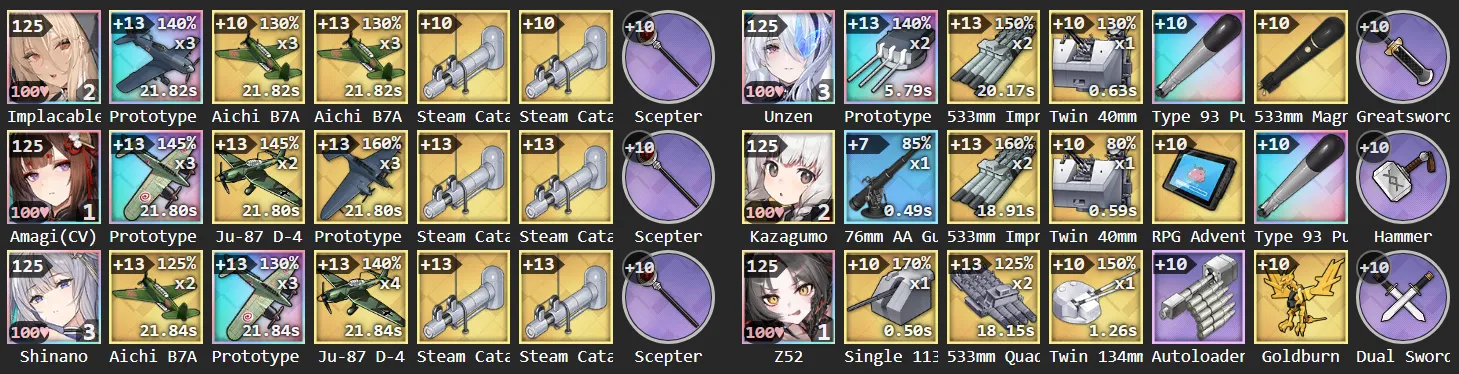 125 +13 140% +10 130% +13 130% +10 +10 +10 125 +13 140% +13 150% +10 130% +10 +10 +10
x3 x3 x3 x2 x2 x1
100♥ 2 21.82s 21.82s 21.82s 100♥ 3 5.79s 20.17s 0.63s
Implacable Prototype Aichi B7A Aichi B7A Steam Cata Steam Cata Scepter Unzen Prototype 533mm Impr Twin 40mm Type 93 Pu 533mm Magn Greatsword
125 +13 145% +13 145% +13 160% +13 +13 +10 125 +7 85% +13 160% +10 80% +10 +10 +10
x3 x2 x3 x1 x2 x1
100♥ 1 21.80s 21.80s 21.80s 100♥ 2 0.49s 18.91s 0.59s
Amagi(CV) Prototype Ju-87 D-4 Prototype Steam Cata Steam Cata Scepter Kazagumo 76mm AA Gu 533mm Impr Twin 40mm RPG Advent Type 93 Pu Hammer
125 +13 125% +13 130% +13 140% +13 +13 +10 125 +10 170% +13 125% +10 150% +10 +10 +10
x2 x3 x4 x1 x2 x1
100♥ 3 21.84s 21.84s 21.84s 100♥ 1 0.50s 18.15s 1.26s
Shinano Aichi B7A Prototype Ju-87 D-4 Steam Cata Steam Cata Scepter Z52 Single 113 533mm Quad Twin 134mm Autoloader Goldburn Dual Sword